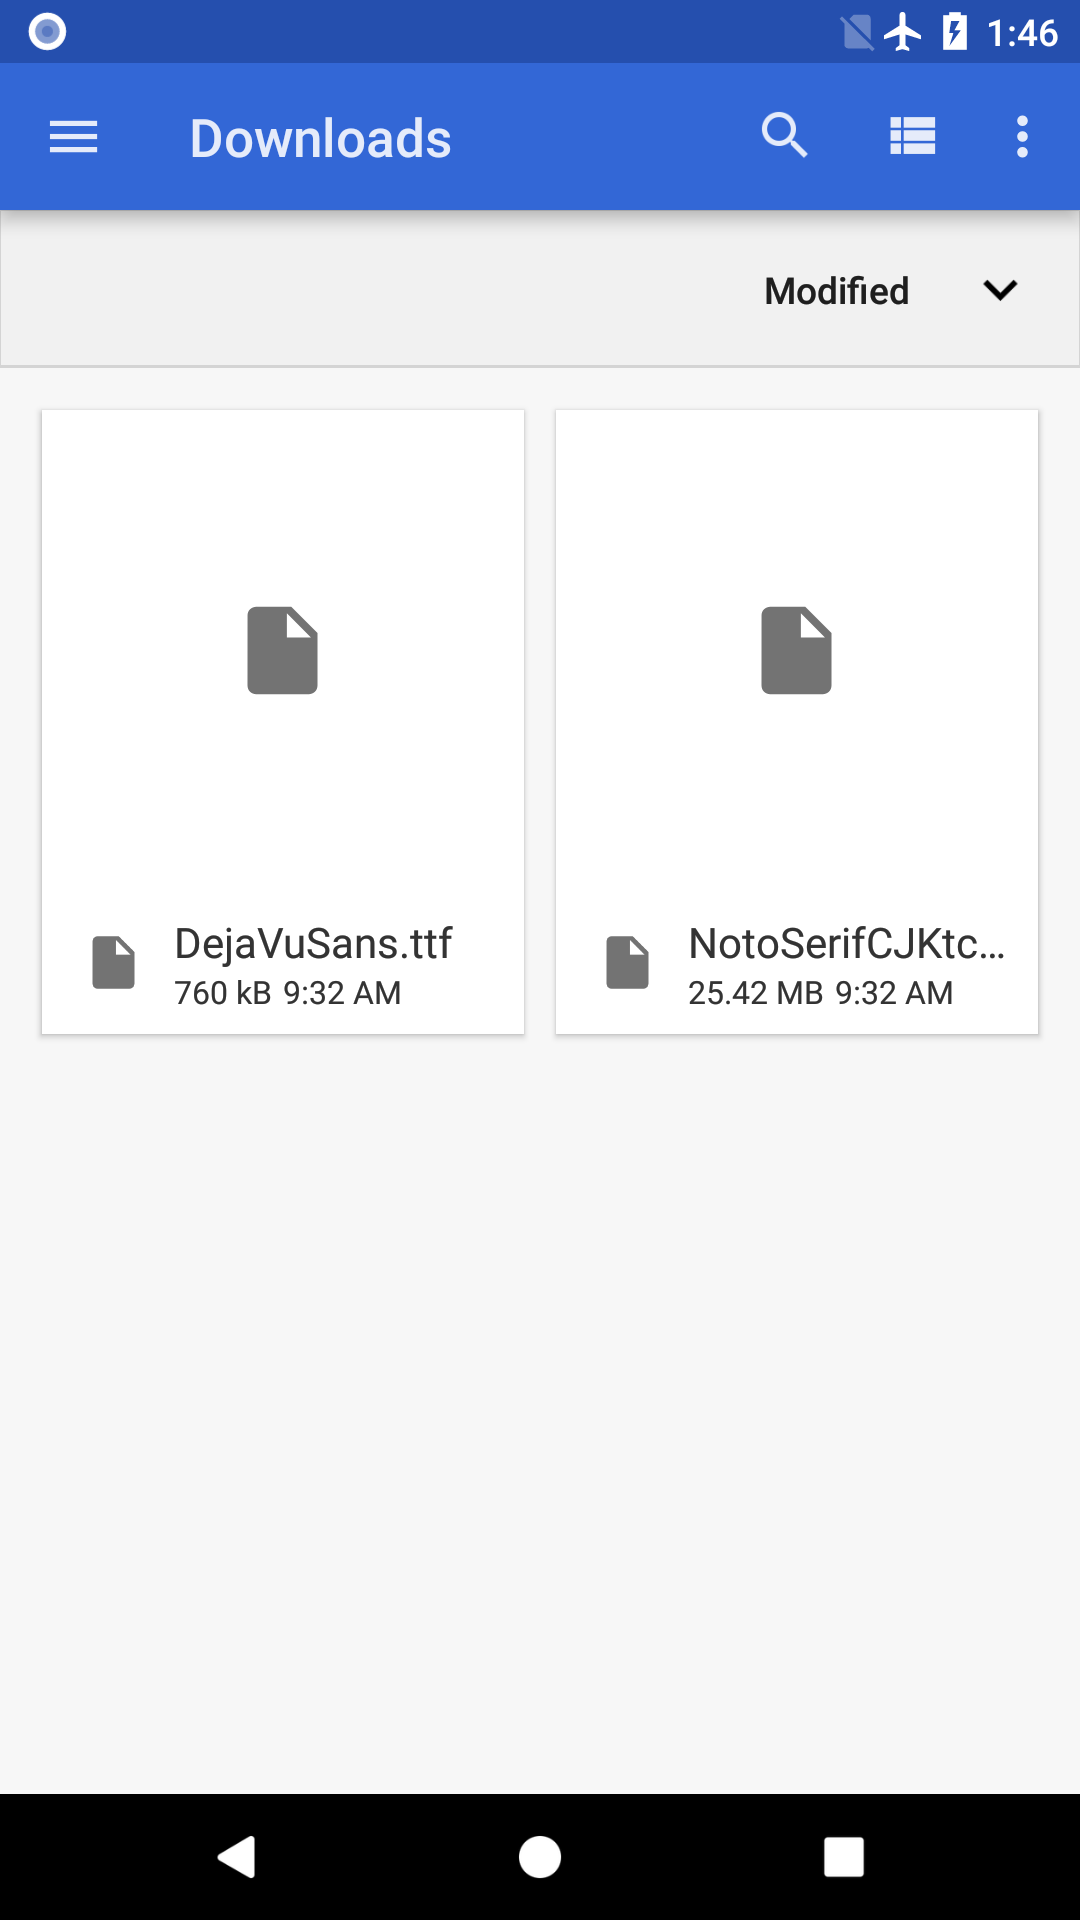 1:46
Downloads
Modified
DejaVuSans.ttf
760 kB 9:32 AM
NotoSerifCJKtc...
25.42 MB 9:32 AM